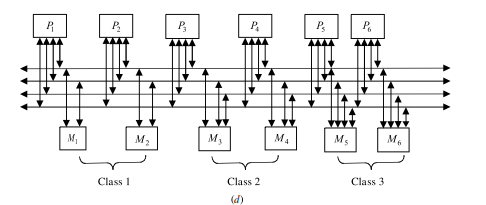 P1 P2 P3 P4 P5 P6
M1 M2 M3 M4 M5 M6
Class 1 Class 2 Class 3
(d)